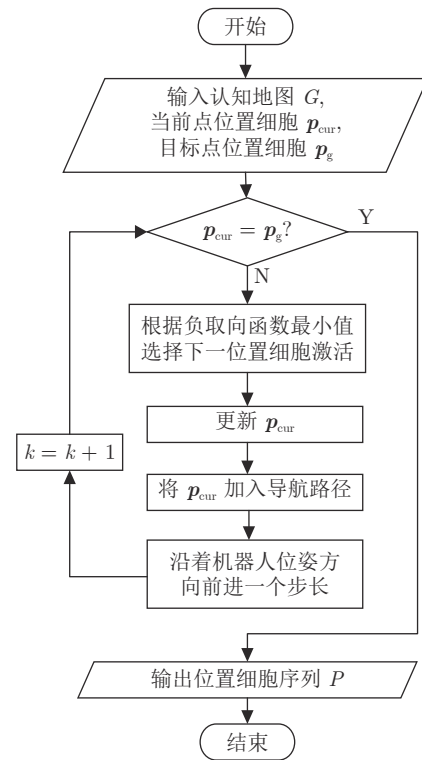 开始
输入认知地图 G,
当前点位置细胞 p_cur,
目标点位置细胞 p_g
p_cur = p_g?
Y
N
根据负取向函数最小值
选择下一位置细胞激活
更新 p_cur
k = k + 1
将 p_cur 加入导航路径
沿着机器人位姿方
向前进一个步长
输出位置细胞序列 P
结束